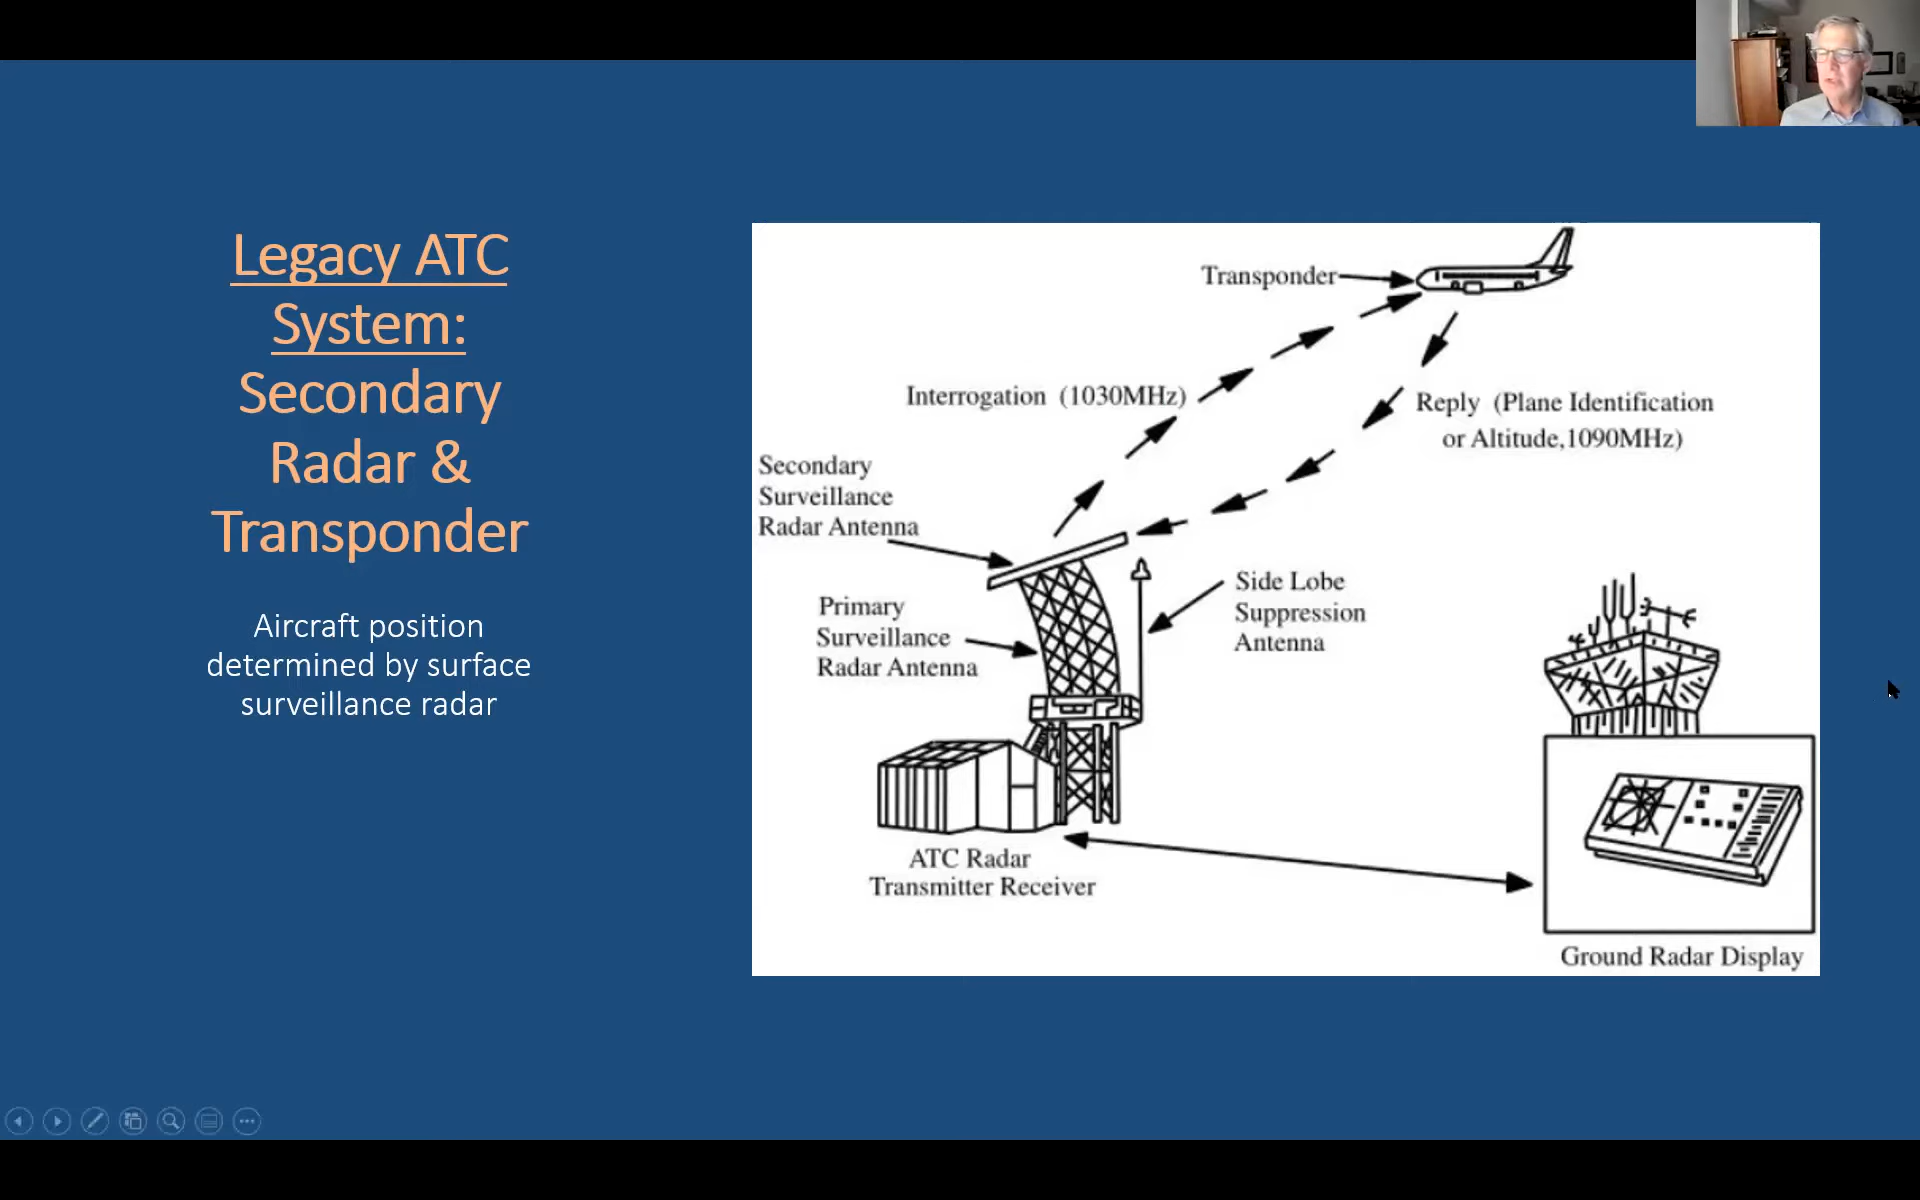 Legacy ATC
System:
Secondary
Radar &
Transponder
Aircraft position
determined by surface
surveillance radar
Transponder
Interrogation (1030MHz)
Reply (Plane Identification
or Altitude,1090MHz)
Secondary
Surveillance
Radar Antenna
Primary
Surveillance
Radar Antenna
Side Lobe
Suppression
Antenna
ATC Radar
Transmitter Receiver
Ground Radar Display